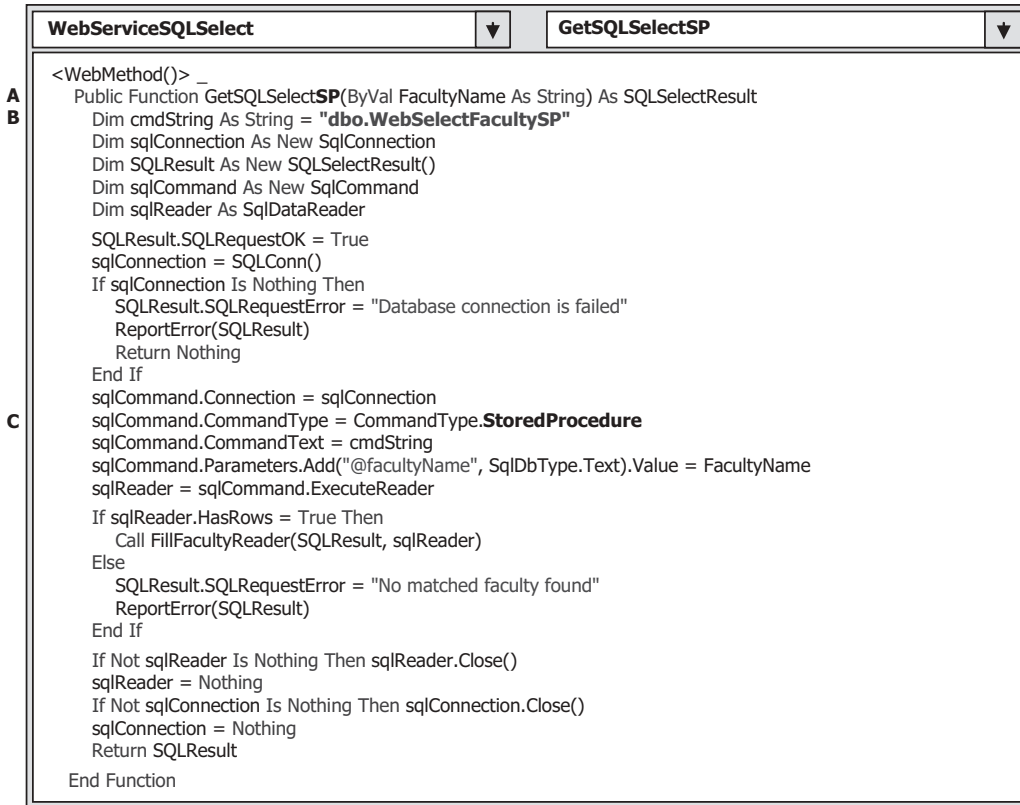 WebServiceSQLSelect GetSQLSelectSP
<WebMethod()> _
A Public Function GetSQLSelectSP(ByVal FacultyName As String) As SQLSelectResult
B Dim cmdString As String = "dbo.WebSelectFacultySP"
Dim sqlConnection As New SqlConnection
Dim SQLResult As New SQLSelectResult()
Dim sqlCommand As New SqlCommand
Dim sqlReader As SqlDataReader
SQLResult.SQLRequestOK = True
sqlConnection = SQLConn()
If sqlConnection Is Nothing Then
SQLResult.SQLRequestError = "Database connection is failed"
ReportError(SQLResult)
Return Nothing
End If
sqlCommand.Connection = sqlConnection
C sqlCommand.CommandType = CommandType.StoredProcedure
sqlCommand.CommandText = cmdString
sqlCommand.Parameters.Add("@facultyName", SqlDbType.Text).Value = FacultyName
sqlReader = sqlCommand.ExecuteReader
If sqlReader.HasRows = True Then
Call FillFacultyReader(SQLResult, sqlReader)
Else
SQLResult.SQLRequestError = "No matched faculty found"
ReportError(SQLResult)
End If
If Not sqlReader Is Nothing Then sqlReader.Close()
sqlReader = Nothing
If Not sqlConnection Is Nothing Then sqlConnection.Close()
sqlConnection = Nothing
Return SQLResult
End Function